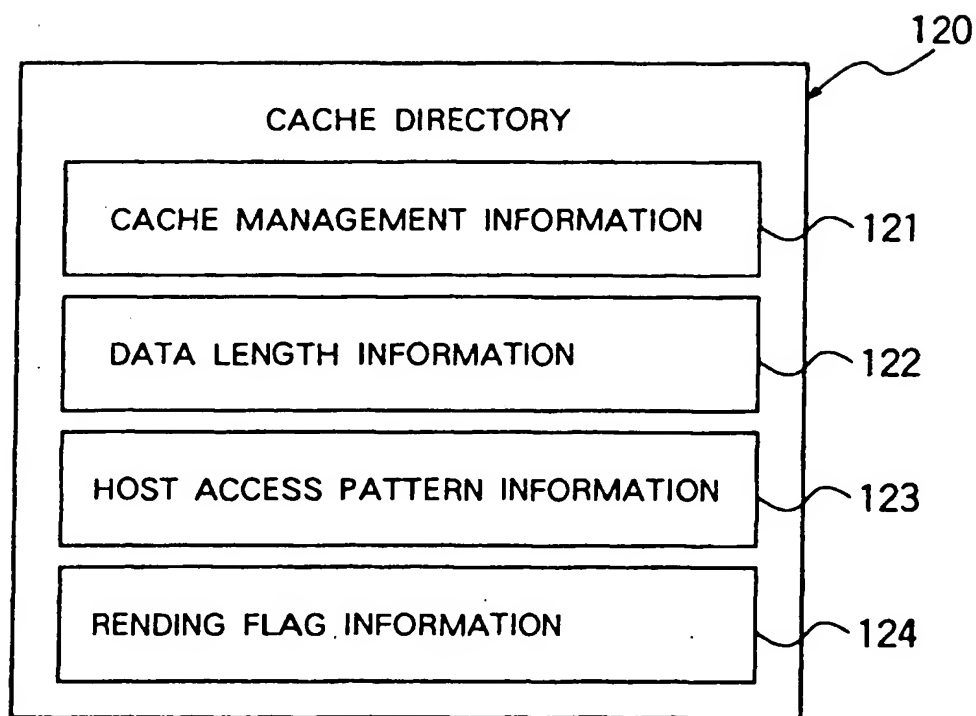 120
CACHE DIRECTORY
CACHE MANAGEMENT INFORMATION
121
DATA LENGTH INFORMATION
122
HOST ACCESS PATTERN INFORMATION
123
RENDING FLAG INFORMATION
124